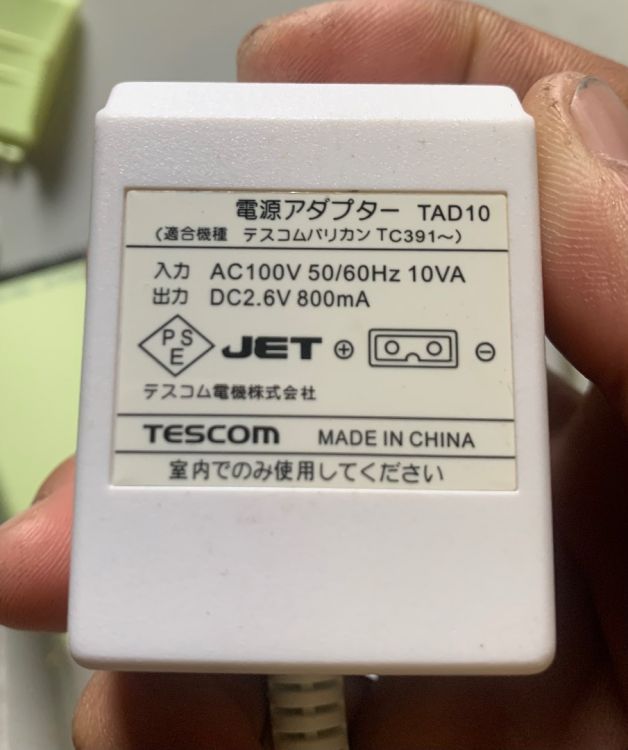 電源アダプター TAD10
(適合機種 テスコムバリカン TC391~)
入力 AC100V 50/60Hz 10VA
出力 DC2.6V 800mA
PSE JET ⊕ ⊖
テスコム電機株式会社
TESCOM MADE IN CHINA
室内でのみ使用してください